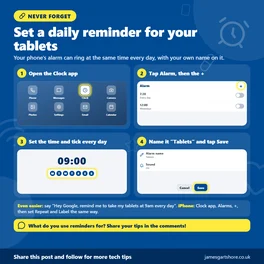 NEVER FORGET
Set a daily reminder for your
tablets
Your phone's alarm can ring at the same time every day, with your own name on it.
1 Open the Clock app
2 Tap Alarm, then the +
Alarm
3 Set the time and tick every day
09:00
4 Name it "Tablets" and tap Save
Alarm name
Sound
Cancel
Save
Even easier: say "Hey Google, remind me to take my tablets at 9am every day". iPhone: Clock app, Alarms, +,
then set Repeat and Label the same way.
What do you use reminders for? Share your tips in the comments!
Share this post and follow for more tech tips
jamesgartshore.co.uk